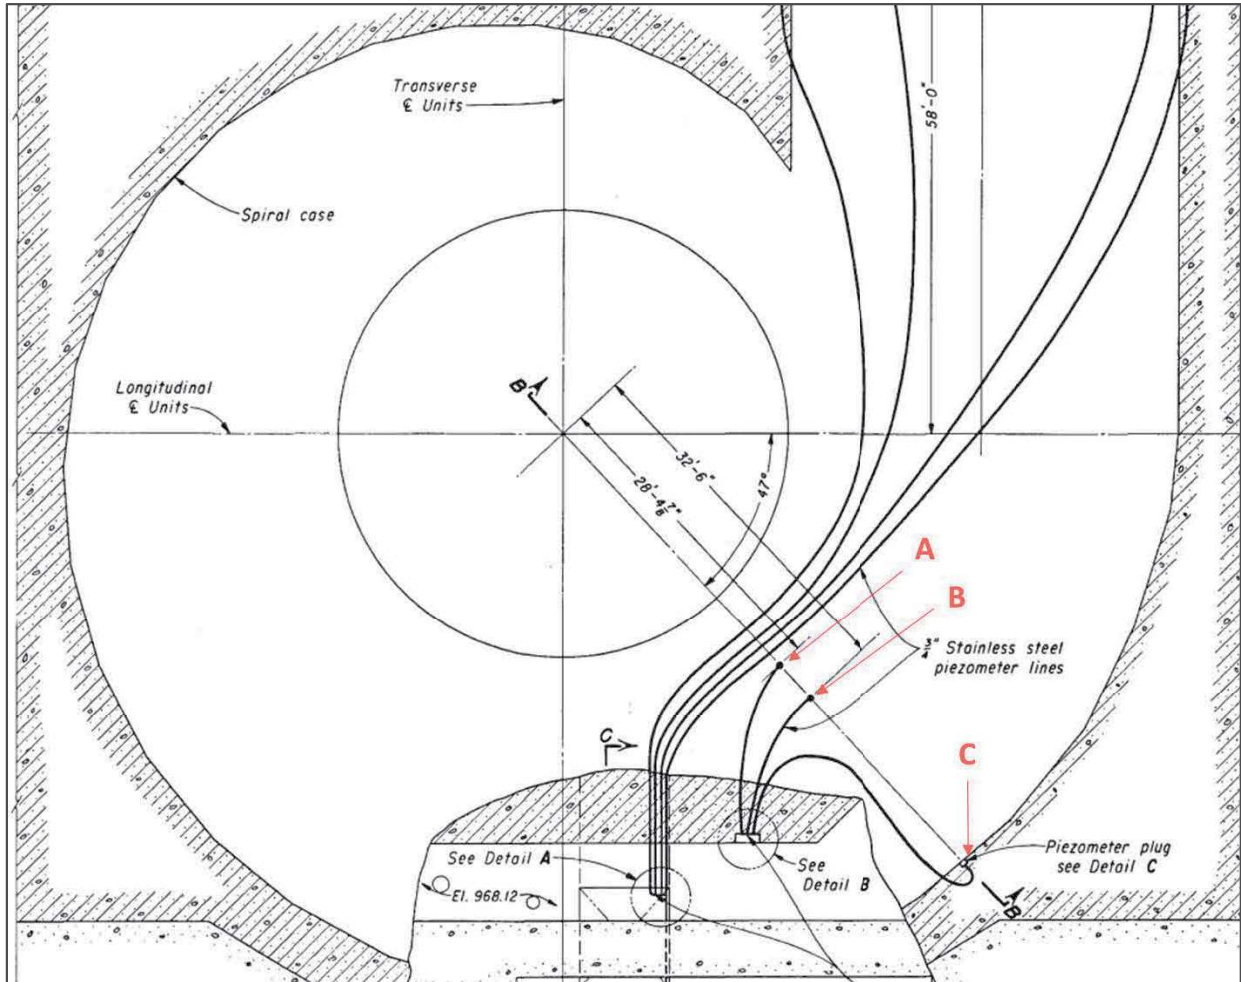 Transverse
℄ Units
58'-0"
Spiral case
Longitudinal
℄ Units
B
32'-6"
28'-4⅞"
47°
A
B
¾" Stainless steel
piezometer lines
C
C
See Detail A
See
Detail B
Piezometer plug
see Detail C
El. 968.12
B